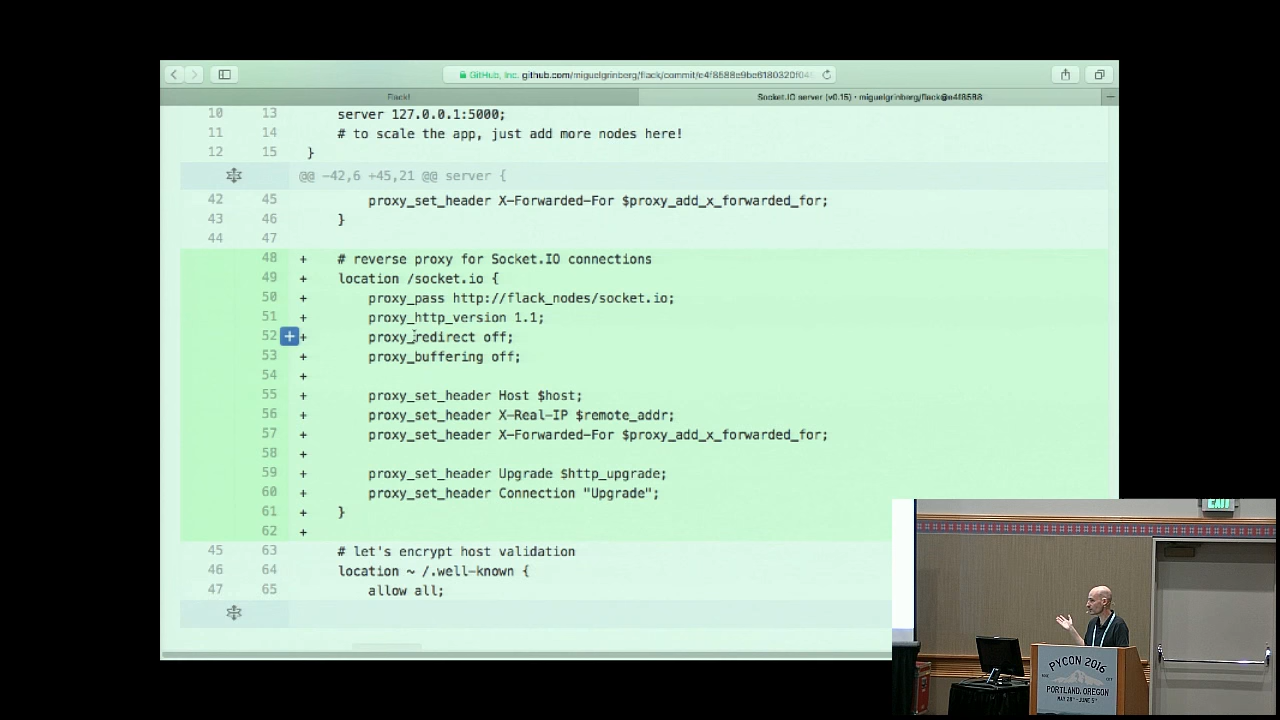 GitHub, Inc. github.com/miguelgrinberg/flack/commit/e4f8588e9be6180320f04
Flack!
Socket.IO server (v0.15) · miguelgrinberg/flack@e4f8588
10 13 server 127.0.0.1:5000;
11 14 # to scale the app, just add more nodes here!
12 15 }
@@ -42,6 +45,21 @@ server {
42 45 proxy_set_header X-Forwarded-For $proxy_add_x_forwarded_for;
43 46 }
44 47
48 + # reverse proxy for Socket.IO connections
49 + location /socket.io {
50 + proxy_pass http://flack_nodes/socket.io;
51 + proxy_http_version 1.1;
52 + proxy_redirect off;
53 + proxy_buffering off;
54 +
55 + proxy_set_header Host $host;
56 + proxy_set_header X-Real-IP $remote_addr;
57 + proxy_set_header X-Forwarded-For $proxy_add_x_forwarded_for;
58 +
59 + proxy_set_header Upgrade $http_upgrade;
60 + proxy_set_header Connection "Upgrade";
61 + }
62 +
45 63 # let's encrypt host validation
46 64 location ~ /.well-known {
47 65 allow all;
EXIT
PYCON 2016
PORTLAND, OREGON
MAY 28TH - JUNE 5TH